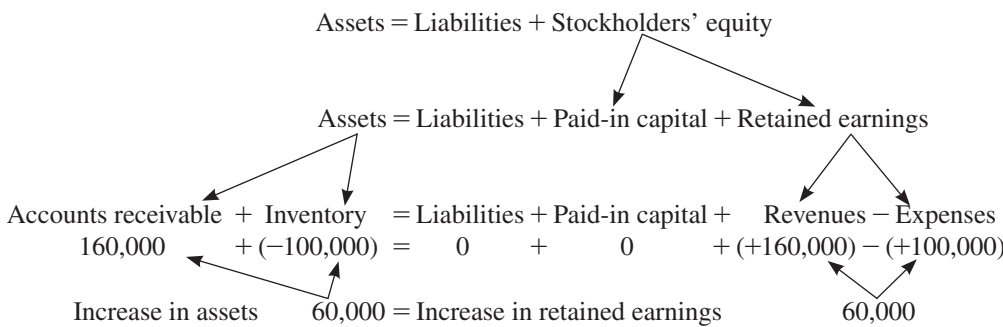 Assets = Liabilities + Stockholders’ equity
Assets = Liabilities + Paid-in capital + Retained earnings
Accounts receivable + Inventory = Liabilities + Paid-in capital + Revenues − Expenses
160,000 + (−100,000) = 0 + 0 + (+160,000) − (+100,000)
Increase in assets 60,000 = Increase in retained earnings 60,000